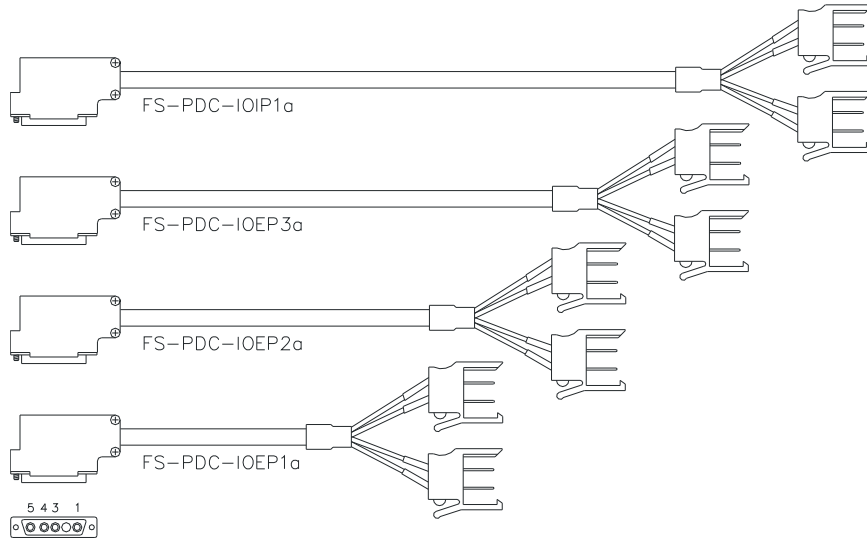 FS-PDC-IOIP1a
FS-PDC-IOEP3a
FS-PDC-IOEP2a
FS-PDC-IOEP1a
5 4 3 1